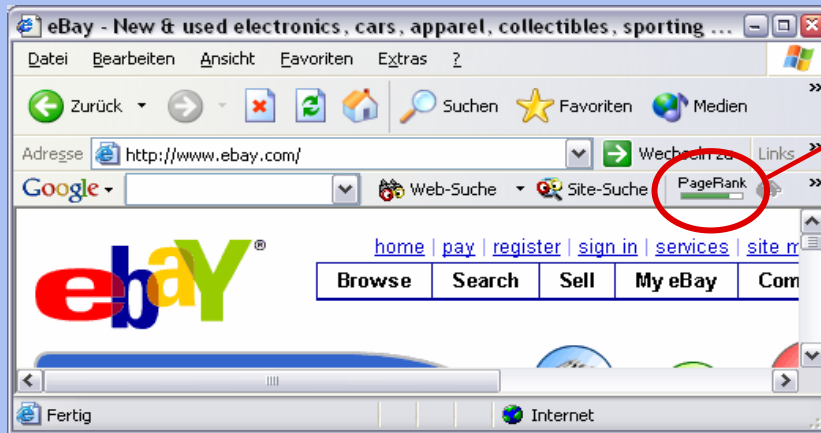 eBay - New & used electronics, cars, apparel, collectibles, sporting ...
Datei Bearbeiten Ansicht Favoriten Extras ?
Zurück Suchen Favoriten Medien »
Adresse http://www.ebay.com/ Wechseln zu Links »
Google Web-Suche Site-Suche PageRank »
ebaY®
home | pay | register | sign in | services | site m
Browse Search Sell My eBay Com
Fertig Internet